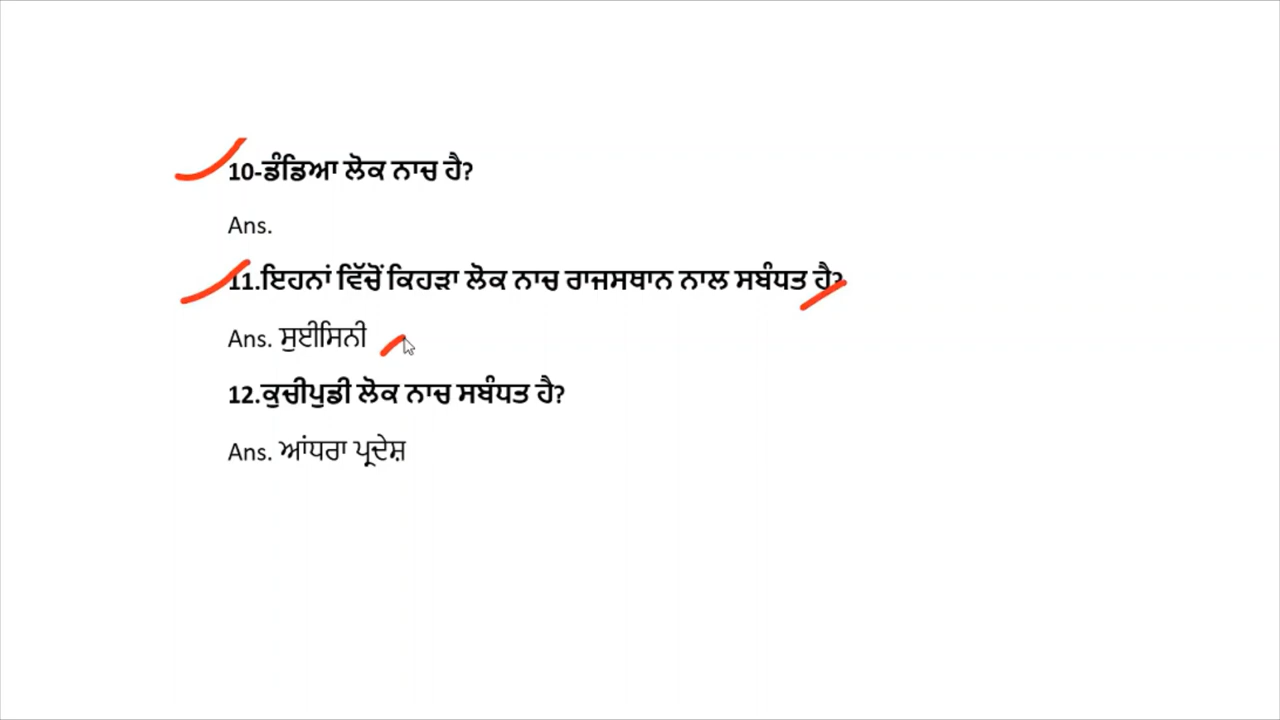 10-ਡੰਡਿਆ ਲੋਕ ਨਾਚ ਹੈ?
Ans.
11.ਇਹਨਾਂ ਵਿੱਚੋਂ ਕਿਹੜਾ ਲੋਕ ਨਾਚ ਰਾਜਸਥਾਨ ਨਾਲ ਸਬੰਧਤ ਹੈ?
Ans. ਸੁਈਸਿਨੀ
12.ਕੁਚੀਪੁਡੀ ਲੋਕ ਨਾਚ ਸਬੰਧਤ ਹੈ?
Ans. ਆਂਧਰਾ ਪ੍ਰਦੇਸ਼